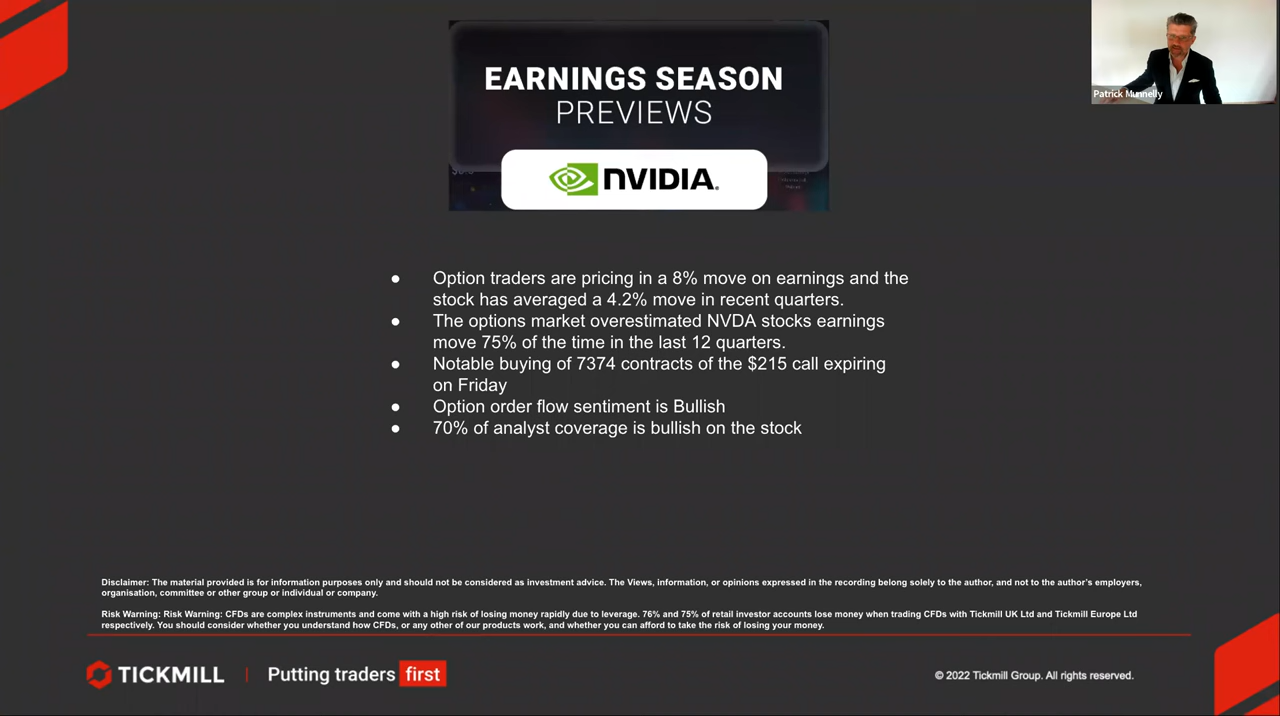 EARNINGS SEASON
PREVIEWS
NVIDIA.
Patrick Munnelly
● Option traders are pricing in a 8% move on earnings and the
stock has averaged a 4.2% move in recent quarters.
● The options market overestimated NVDA stocks earnings
move 75% of the time in the last 12 quarters.
● Notable buying of 7374 contracts of the $215 call expiring
on Friday
● Option order flow sentiment is Bullish
● 70% of analyst coverage is bullish on the stock
Disclaimer: The material provided is for information purposes only and should not be considered as investment advice. The Views, information, or opinions expressed in the recording belong solely to the author, and not to the author's employers,
organisation, committee or other group or individual or company.
Risk Warning: Risk Warning: CFDs are complex instruments and come with a high risk of losing money rapidly due to leverage. 76% and 75% of retail investor accounts lose money when trading CFDs with Tickmill UK Ltd and Tickmill Europe Ltd
respectively. You should consider whether you understand how CFDs, or any other of our products work, and whether you can afford to take the risk of losing your money.
TICKMILL | Putting traders first
© 2022 Tickmill Group. All rights reserved.